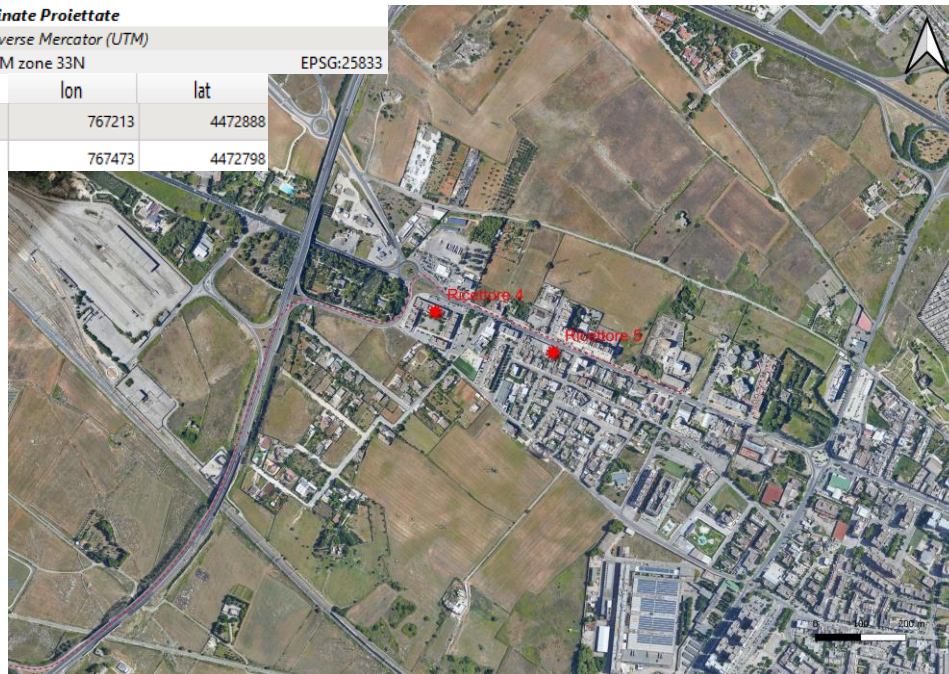 inate Proiettate
verse Mercator (UTM)
M zone 33N EPSG:25833
lon lat
767213 4472888
767473 4472798
Ricettore 4
Ricettore 5
0 100 200 m